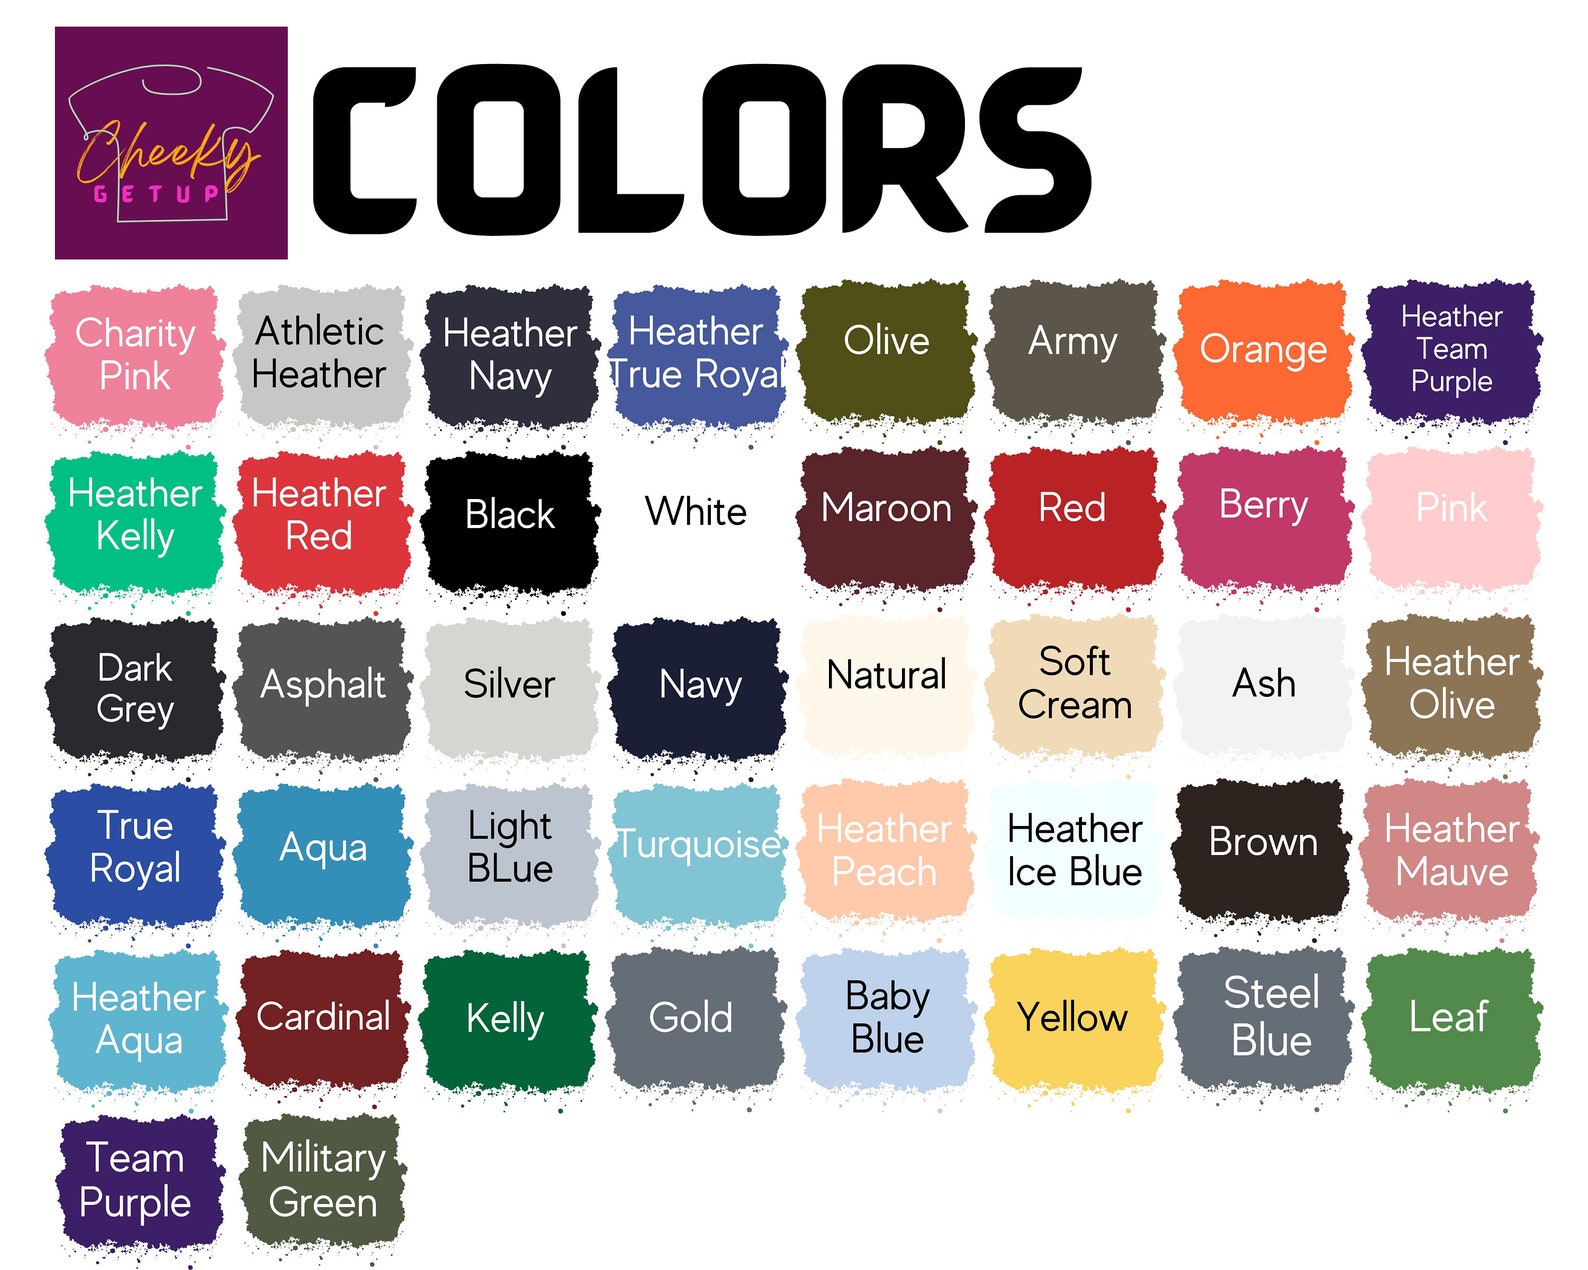 Cheeky
GETUP
COLORS
Charity
Pink
Athletic
Heather
Heather
Navy
Heather
True Royal
Olive
Army
Orange
Heather
Team
Purple
Heather
Kelly
Heather
Red
Black
White
Maroon
Red
Berry
Pink
Dark
Grey
Asphalt
Silver
Navy
Natural
Soft
Cream
Ash
Heather
Olive
True
Royal
Aqua
Light
BLue
Turquoise
Heather
Peach
Heather
Ice Blue
Brown
Heather
Mauve
Heather
Aqua
Cardinal
Kelly
Gold
Baby
Blue
Yellow
Steel
Blue
Leaf
Team
Purple
Military
Green